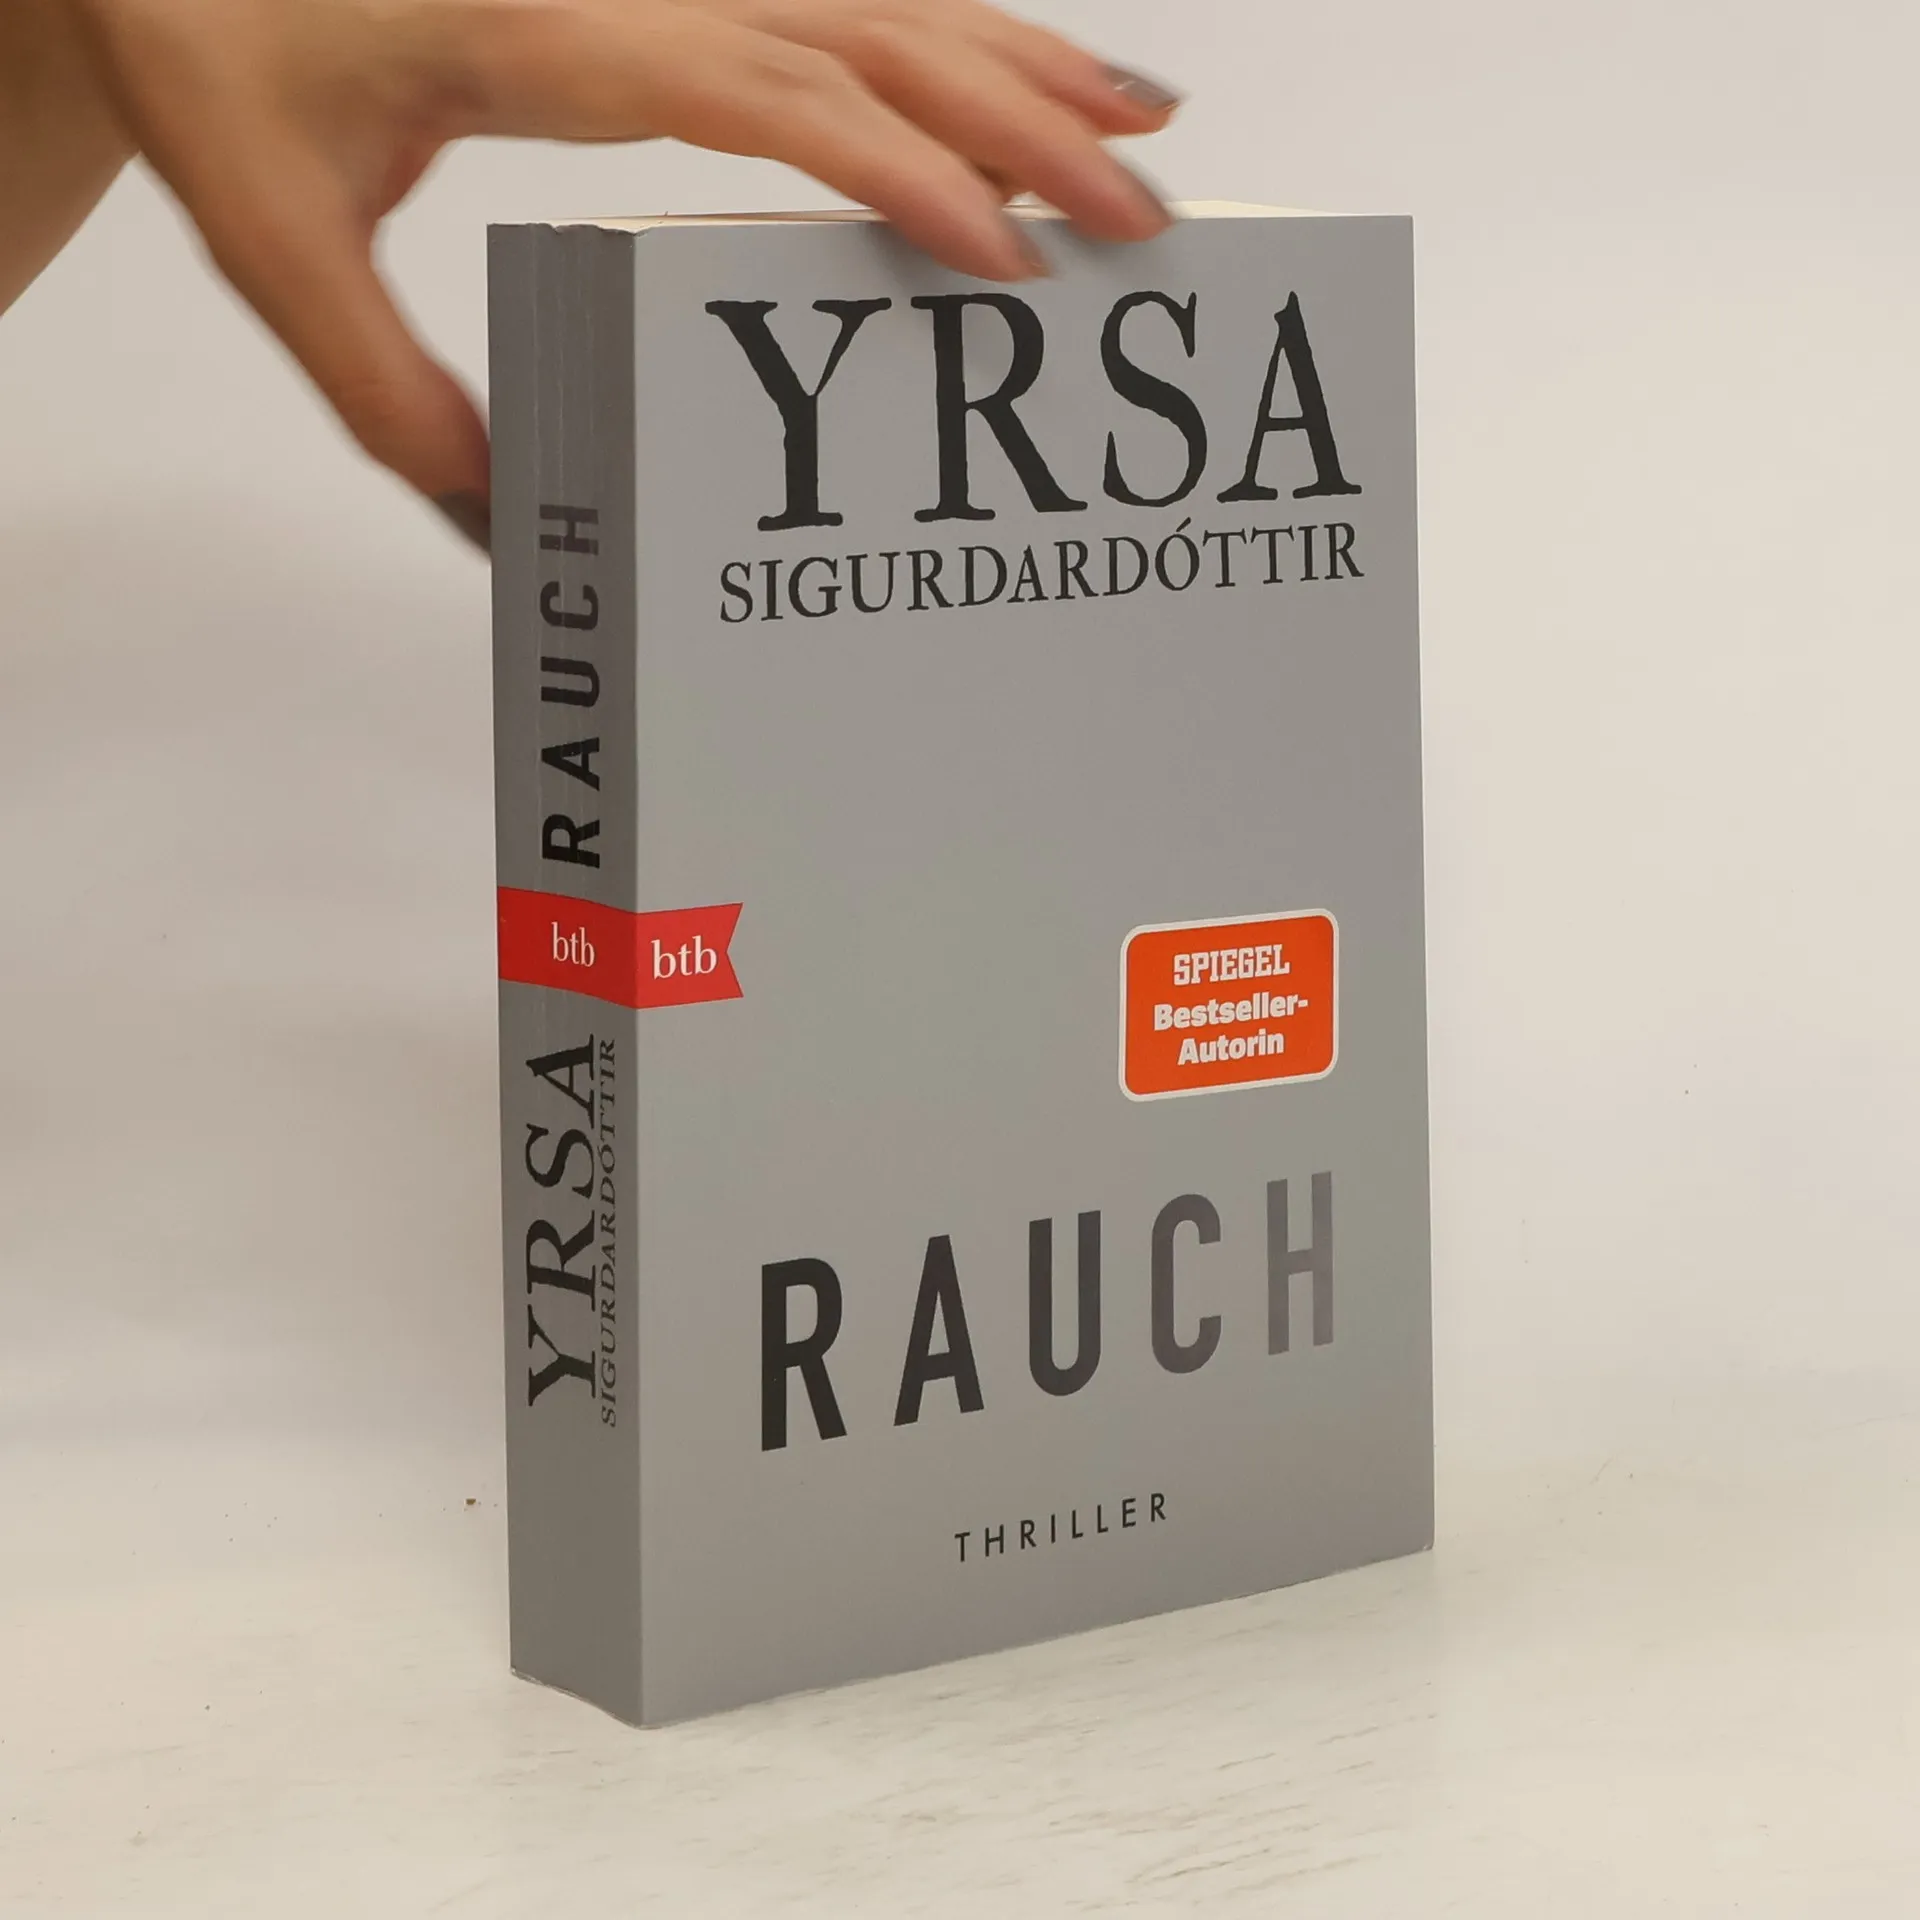 YRSA
SIGURDARDÓTTIR
btb
SPIEGEL
Bestseller-
Autorin
RAUCH
THRILLER
RAUCH
btb
YRSA
SIGURDARDÓTTIR